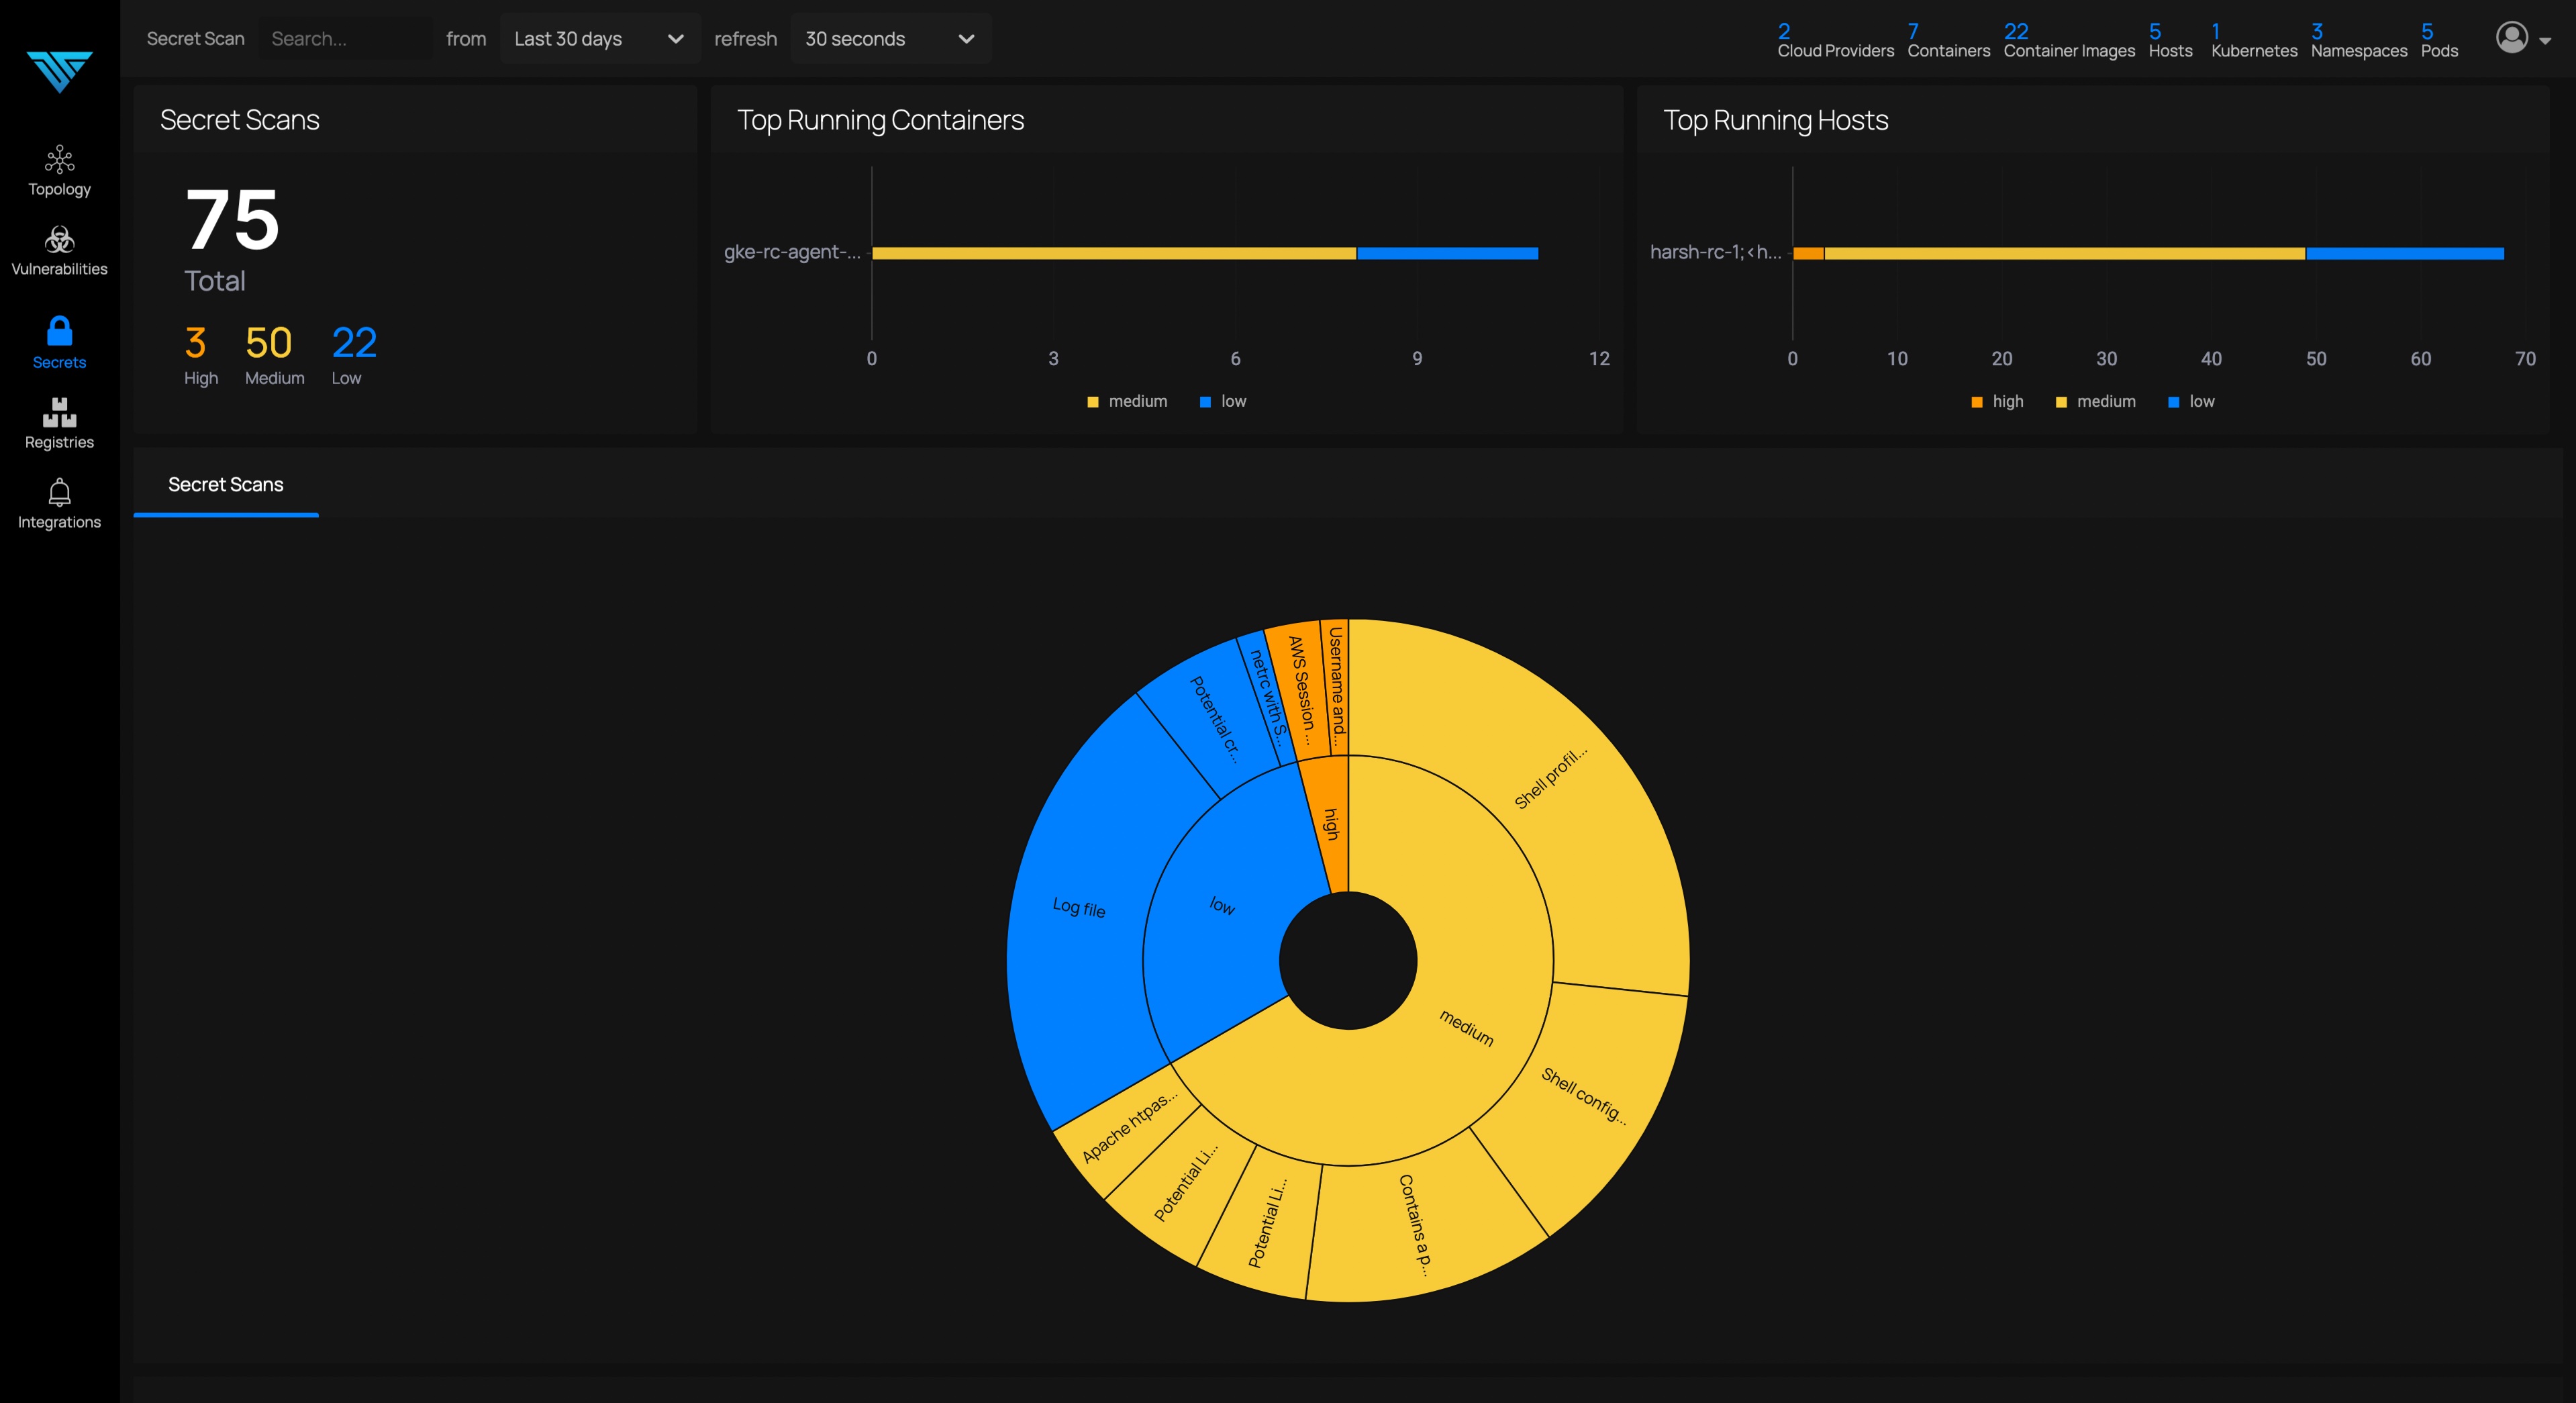 Secret Scan Search... from Last 30 days refresh 30 seconds
2 Cloud Providers
7 Containers
22 Container Images
5 Hosts
1 Kubernetes
3 Namespaces
5 Pods
Topology
Vulnerabilities
Secrets
Registries
Integrations
Secret Scans
75
Total
3 50 22
High Medium Low
Top Running Containers
gke-rc-agent-...
0 3 6 9 12
medium low
Top Running Hosts
harsh-rc-1;<h...
0 10 20 30 40 50 60 70
high medium low
Secret Scans
Potential cr...
netrc with S...
AWS Session ...
Username and...
Shell profil...
high
low
Log file
medium
Shell config...
Apache htpas...
Potential Li...
Potential Li...
Contains a p...